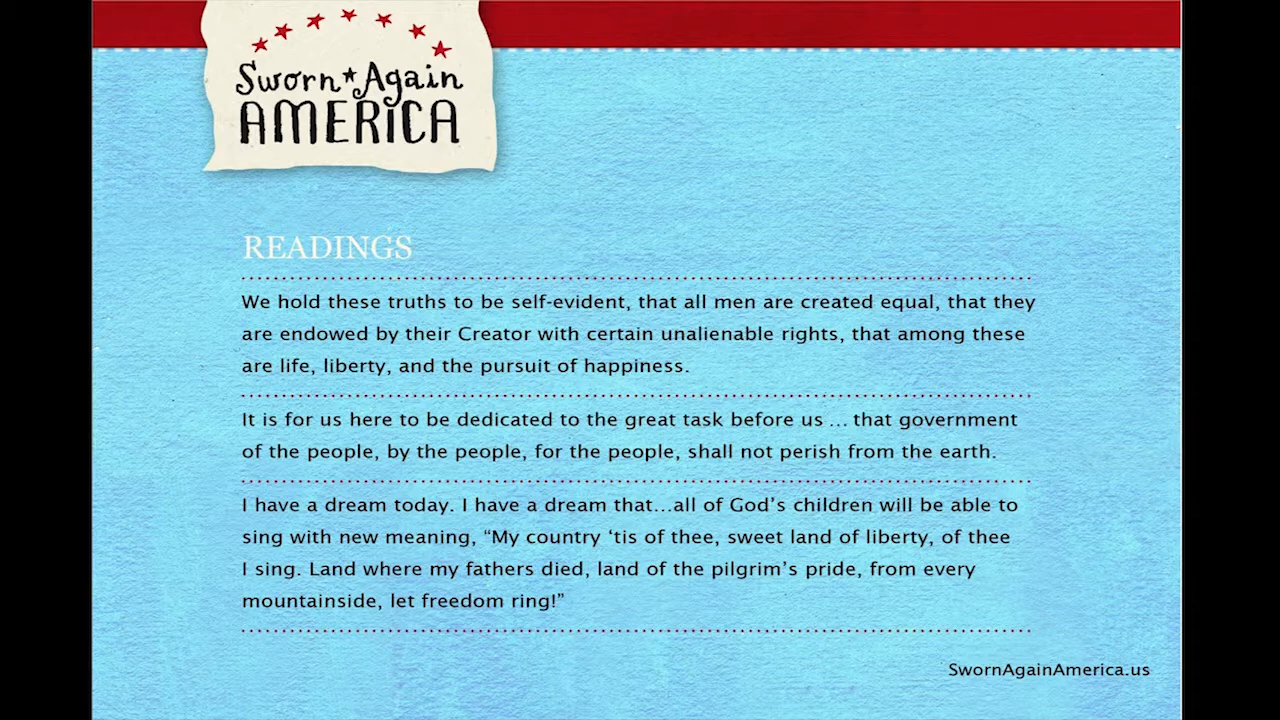 Sworn★Again
AMERICA
READINGS
We hold these truths to be self-evident, that all men are created equal, that they
are endowed by their Creator with certain unalienable rights, that among these
are life, liberty, and the pursuit of happiness.
It is for us here to be dedicated to the great task before us ... that government
of the people, by the people, for the people, shall not perish from the earth.
I have a dream today. I have a dream that...all of God’s children will be able to
sing with new meaning, “My country ‘tis of thee, sweet land of liberty, of thee
I sing. Land where my fathers died, land of the pilgrim’s pride, from every
mountainside, let freedom ring!”
SwornAgainAmerica.us